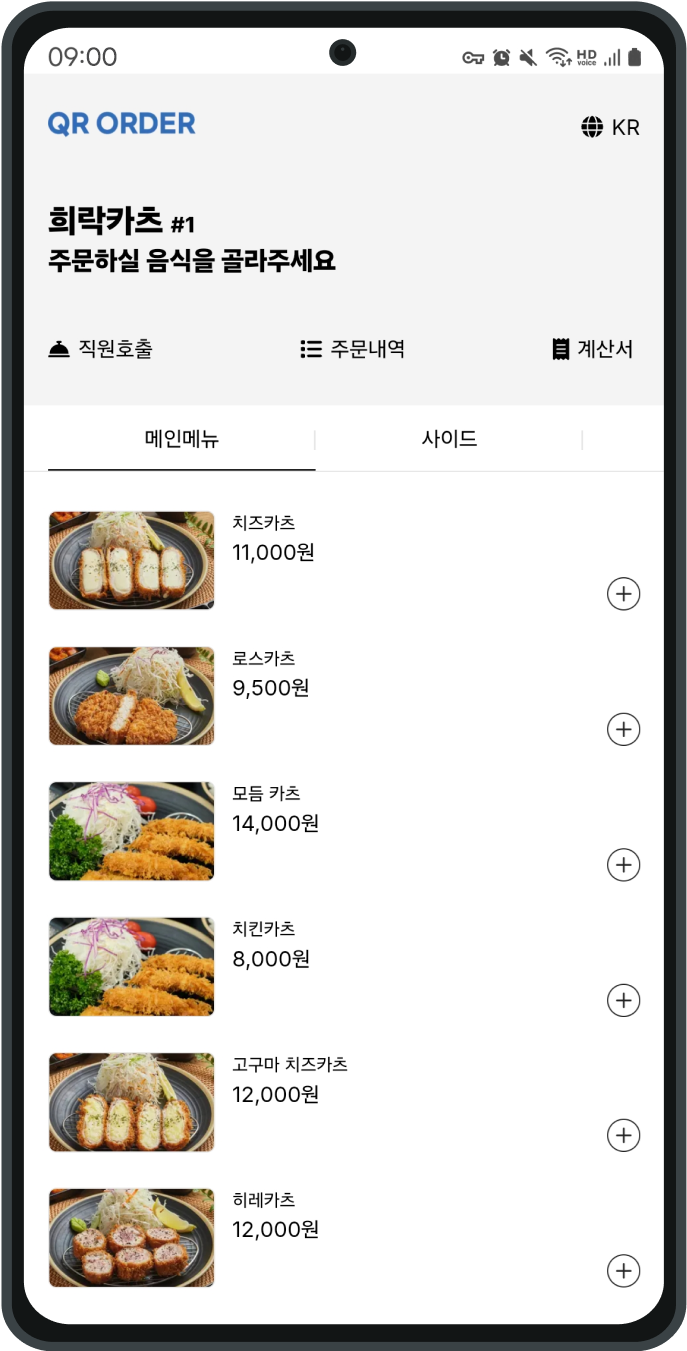 09:00
HD
voice
QR ORDER
KR
희락카츠 #1
주문하실 음식을 골라주세요
직원호출
주문내역
계산서
메인메뉴
사이드
치즈카츠
11,000원
로스카츠
9,500원
모듬 카츠
14,000원
치킨카츠
8,000원
고구마 치즈카츠
12,000원
히레카츠
12,000원